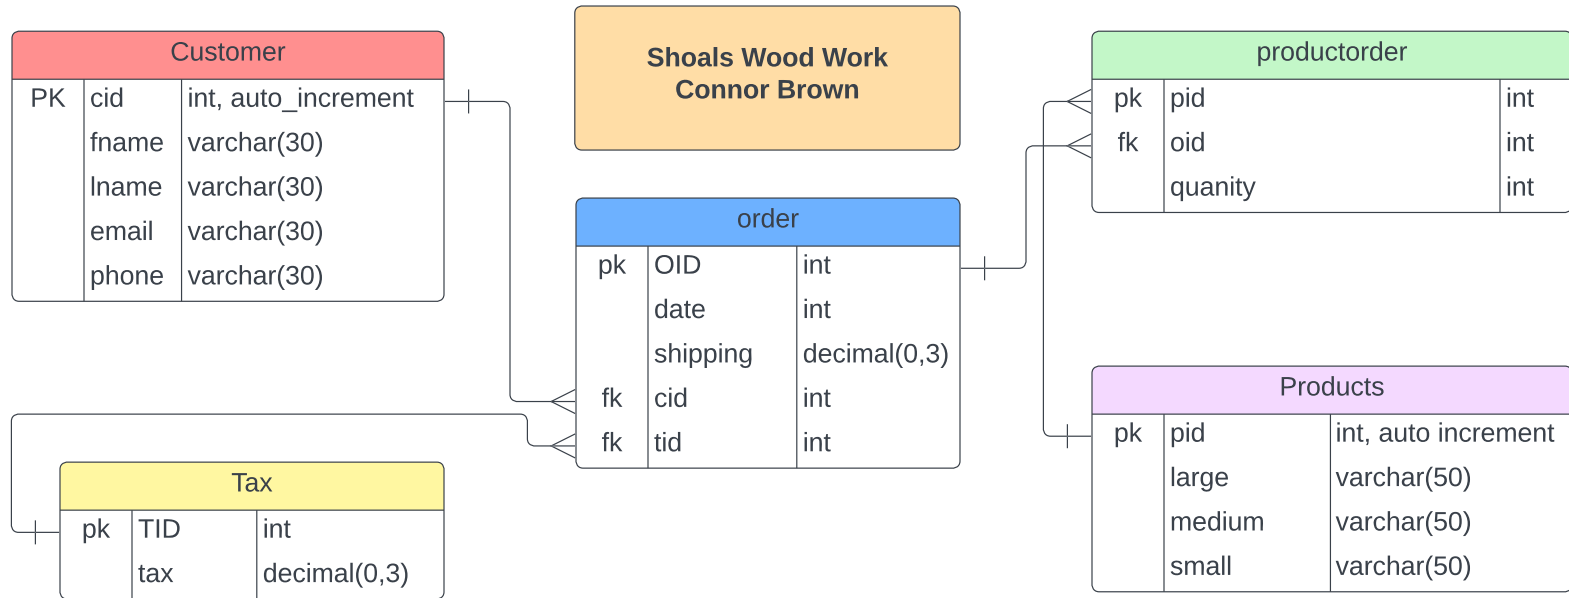 Customer
PK cid int, auto_increment
fname varchar(30)
lname varchar(30)
email varchar(30)
phone varchar(30)
Shoals Wood Work
Connor Brown
order
pk OID int
date int
shipping decimal(0,3)
fk cid int
fk tid int
Tax
pk TID int
tax decimal(0,3)
productorder
pk pid int
fk oid int
quanity int
Products
pk pid int, auto increment
large varchar(50)
medium varchar(50)
small varchar(50)